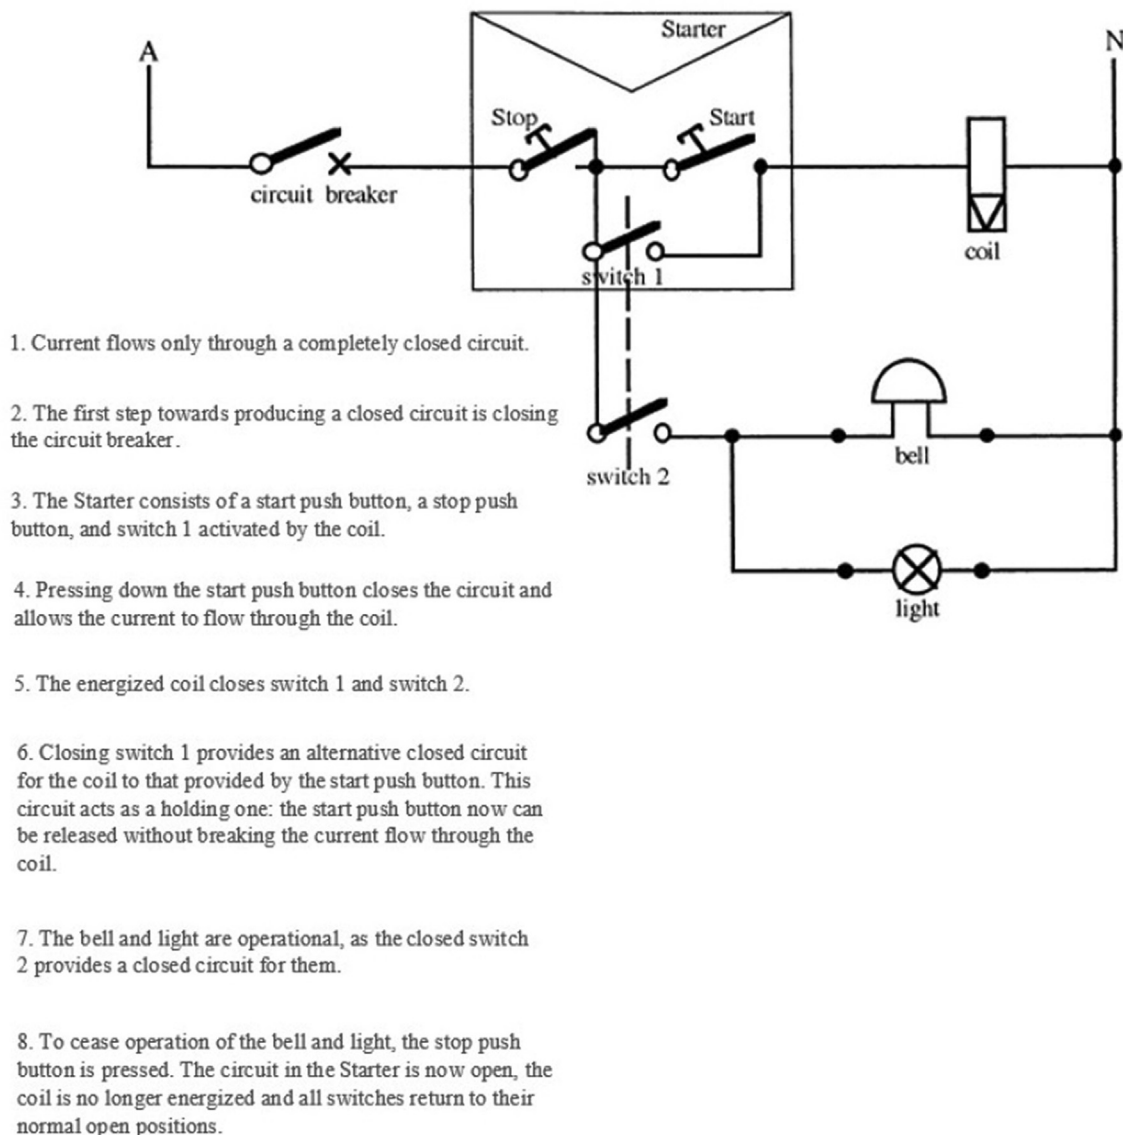 Starter
A
N
Stop
Start
circuit breaker
switch 1
coil
1. Current flows only through a completely closed circuit.
2. The first step towards producing a closed circuit is closing
the circuit breaker.
bell
switch 2
3. The Starter consists of a start push button, a stop push
button, and switch 1 activated by the coil.
4. Pressing down the start push button closes the circuit and
allows the current to flow through the coil.
light
5. The energized coil closes switch 1 and switch 2.
6. Closing switch 1 provides an alternative closed circuit
for the coil to that provided by the start push button. This
circuit acts as a holding one: the start push button now can
be released without breaking the current flow through the
coil.
7. The bell and light are operational, as the closed switch
2 provides a closed circuit for them.
8. To cease operation of the bell and light, the stop push
button is pressed. The circuit in the Starter is now open, the
coil is no longer energized and all switches return to their
normal open positions.